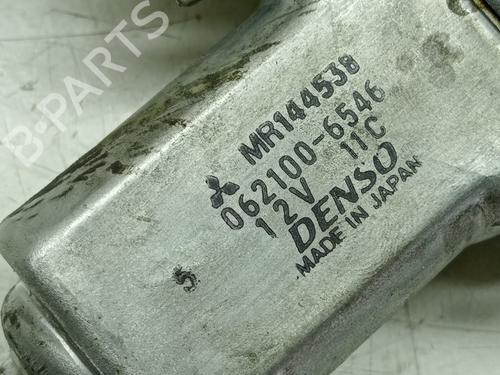 B-PARTS
MR144538
062100-6546
12V 11C
DENSO
MADE IN JAPAN
5